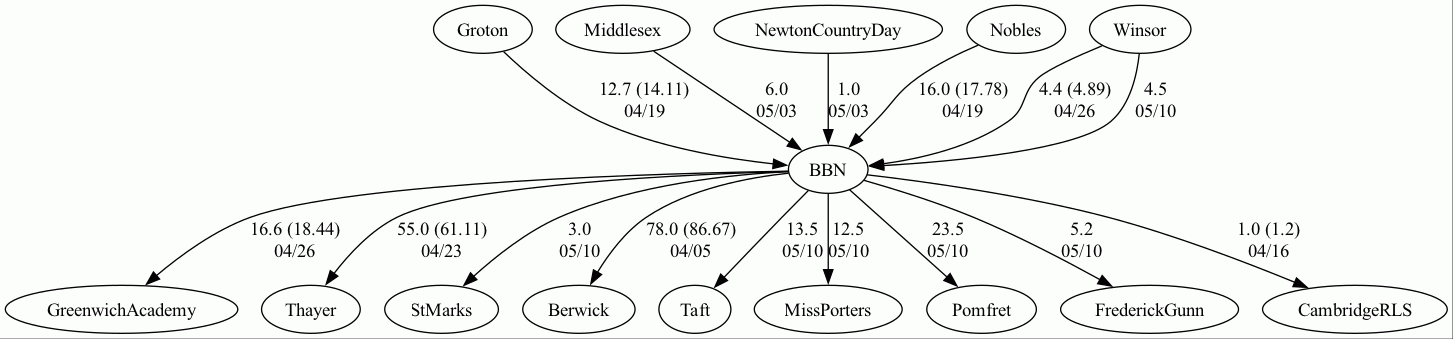 Groton
Middlesex
NewtonCountryDay
Nobles
Winsor
12.7 (14.11)
04/19
6.0
05/03
1.0
05/03
16.0 (17.78)
04/19
4.4 (4.89)
04/26
4.5
05/10
BBN
16.6 (18.44)
04/26
55.0 (61.11)
04/23
3.0
05/10
78.0 (86.67)
04/05
13.5
05/10
12.5
05/10
23.5
05/10
5.2
05/10
1.0 (1.2)
04/16
GreenwichAcademy
Thayer
StMarks
Berwick
Taft
MissPorters
Pomfret
FrederickGunn
CambridgeRLS